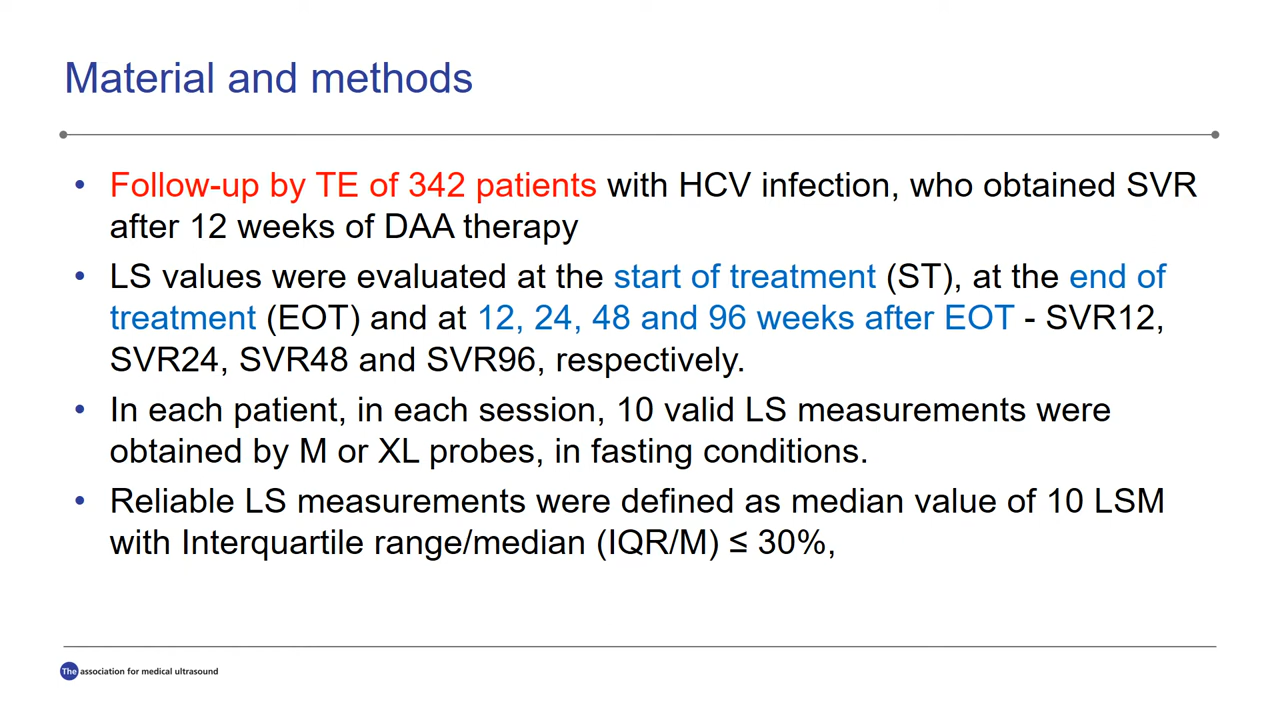 Material and methods
• Follow-up by TE of 342 patients with HCV infection, who obtained SVR
after 12 weeks of DAA therapy
• LS values were evaluated at the start of treatment (ST), at the end of
treatment (EOT) and at 12, 24, 48 and 96 weeks after EOT - SVR12,
SVR24, SVR48 and SVR96, respectively.
• In each patient, in each session, 10 valid LS measurements were
obtained by M or XL probes, in fasting conditions.
• Reliable LS measurements were defined as median value of 10 LSM
with Interquartile range/median (IQR/M) ≤ 30%,
The association for medical ultrasound